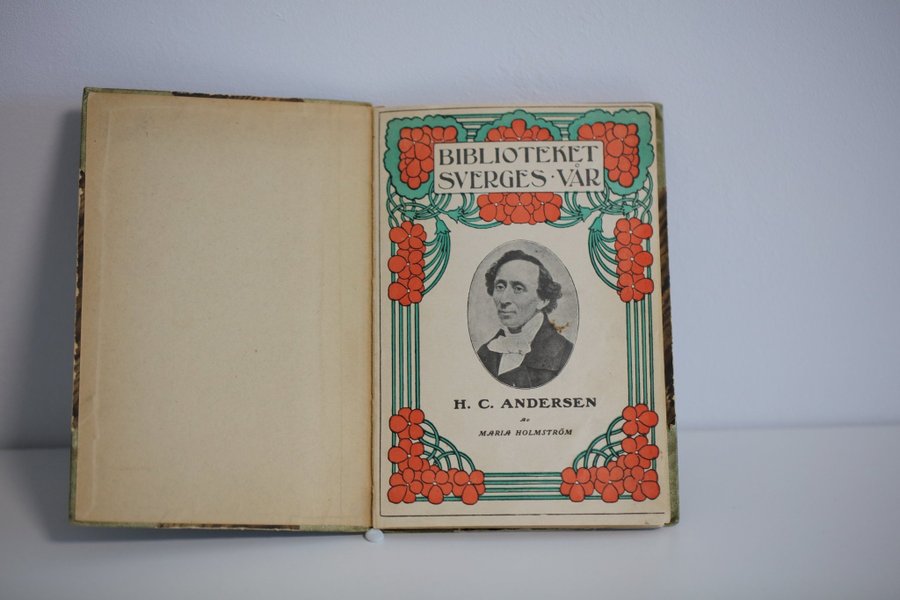 BIBLIOTEKET
SVERGES · VÅR
H. C. ANDERSEN
AV
MARIA HOLMSTRÖM